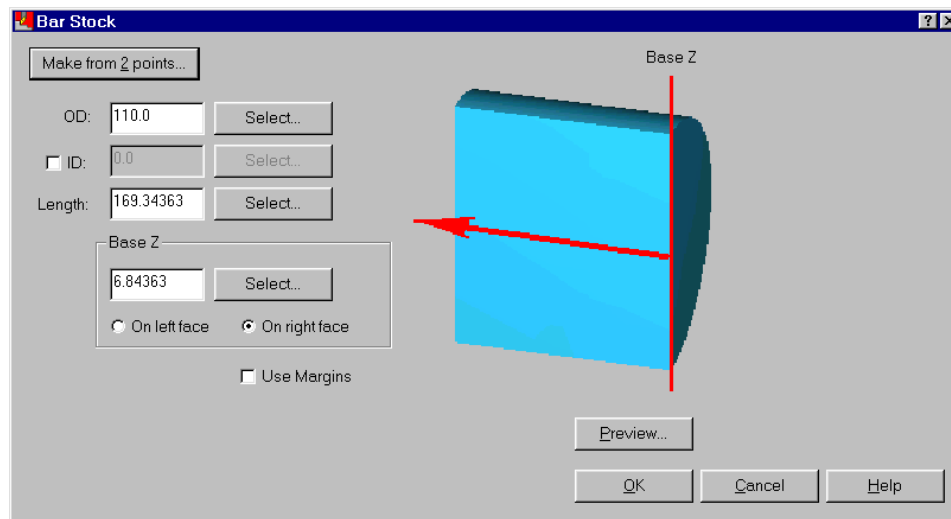 Bar Stock
Make from 2 points...
OD: 110.0 Select...
ID: 0.0 Select...
Length: 169.34363 Select...
Base Z
6.84363 Select...
On left face On right face
Use Margins
Base Z
Preview...
OK Cancel Help